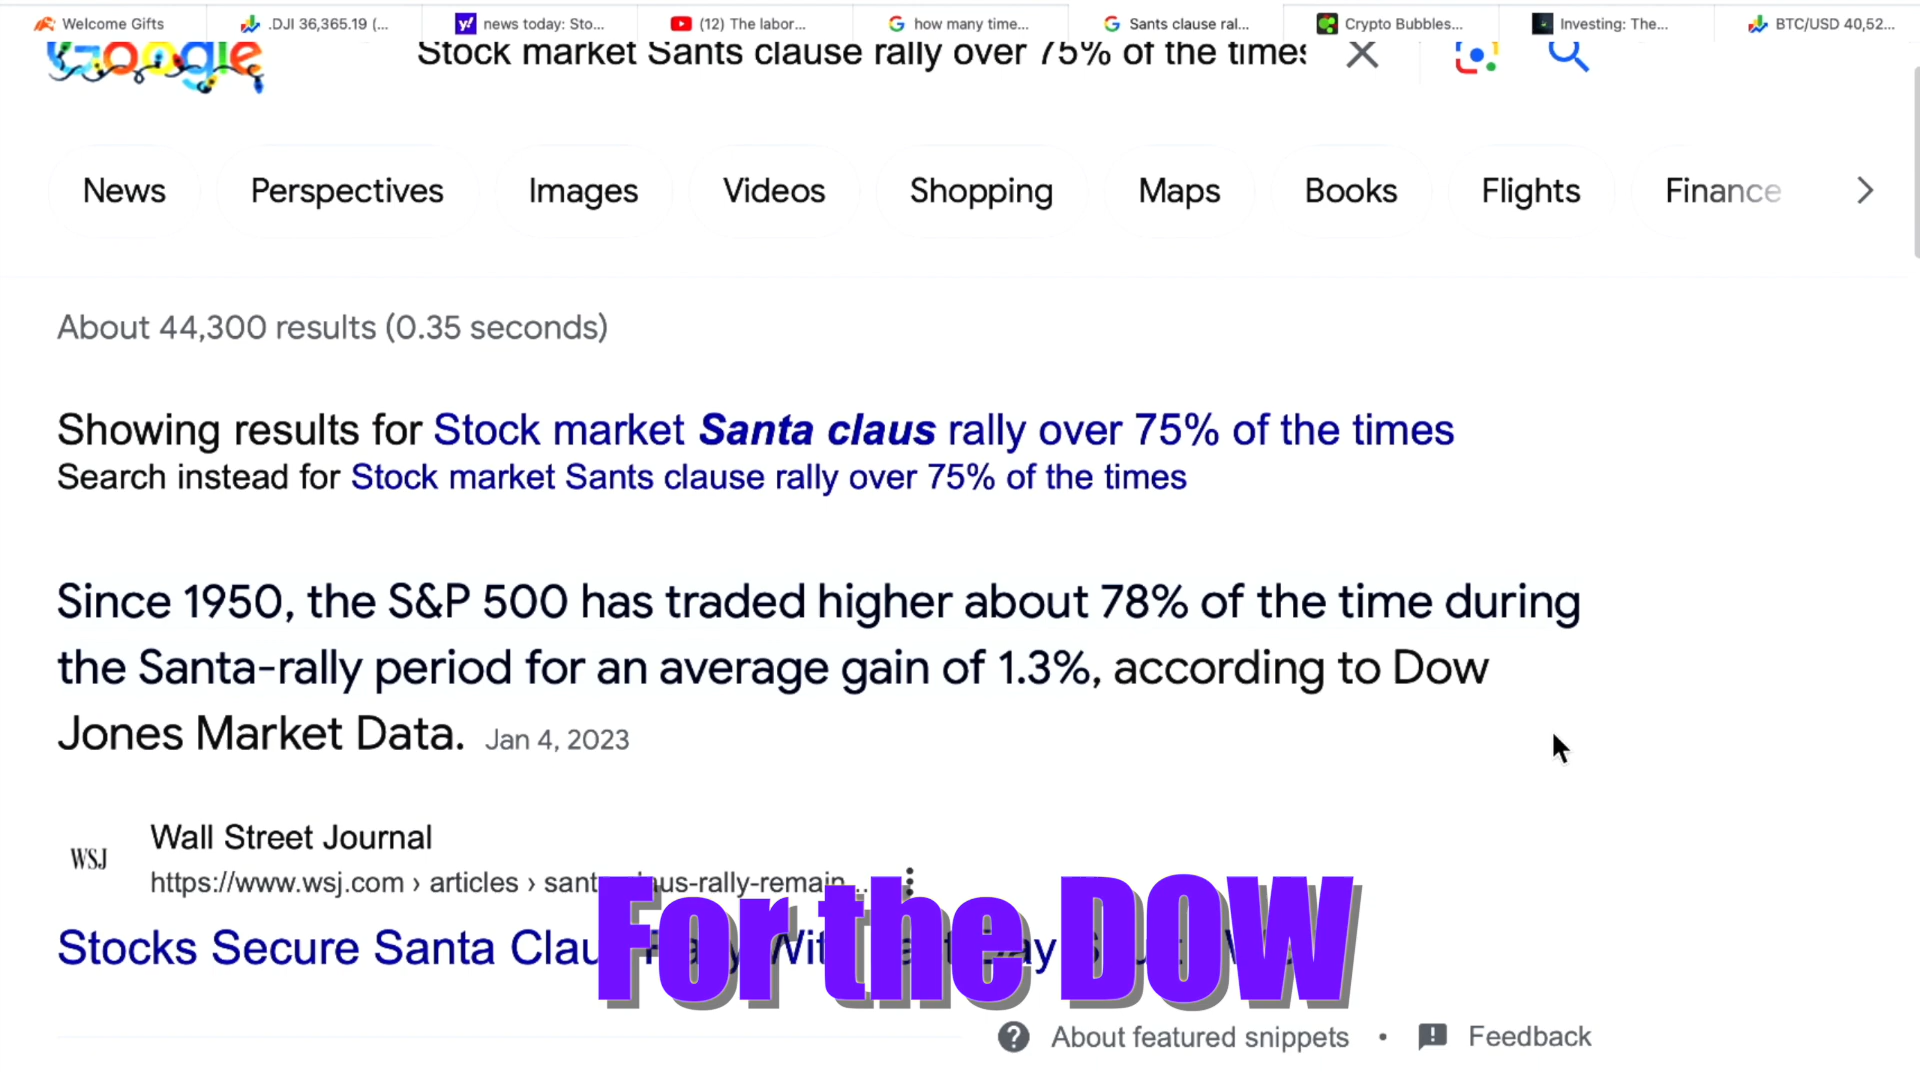 Welcome Gifts
.DJI 36,365.19 (...
news today: Sto...
(12) The labor...
how many time...
Sants clause ral...
Crypto Bubbles...
Investing: The...
BTC/USD 40,52...
Google
Stock market Sants clause rally over 75% of the times
News
Perspectives
Images
Videos
Shopping
Maps
Books
Flights
Finance
About 44,300 results (0.35 seconds)
Showing results for Stock market Santa claus rally over 75% of the times
Search instead for Stock market Sants clause rally over 75% of the times
Since 1950, the S&P 500 has traded higher about 78% of the time during
the Santa-rally period for an average gain of 1.3%, according to Dow
Jones Market Data. Jan 4, 2023
WSJ
Wall Street Journal
https://www.wsj.com › articles ›
Stocks Secure Santa
For the DOW
About featured snippets • Feedback